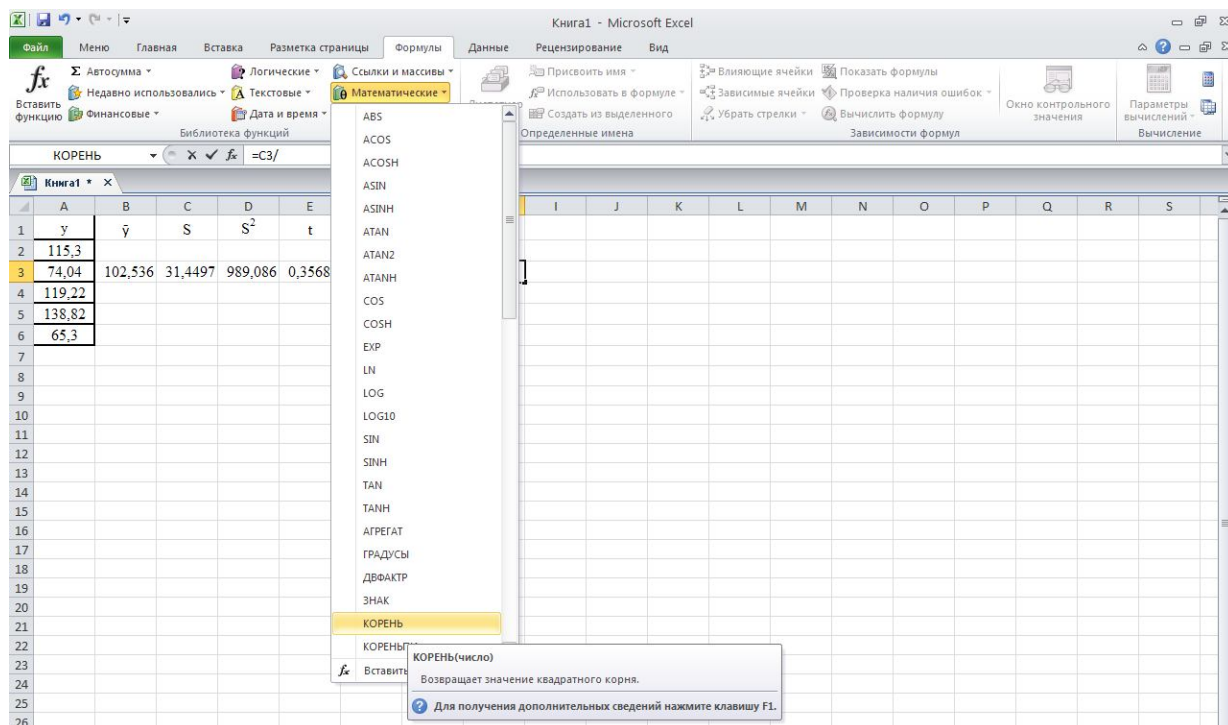 Книга1 - Microsoft Excel
Файл Меню Главная Вставка Разметка страницы Формулы Данные Рецензирование Вид
fx Вставить функцию
Σ Автосумма
Недавно использовались
Финансовые
Логические
Текстовые
Дата и время
Ссылки и массивы
Математические
Библиотека функций
Присвоить имя
Использовать в формуле
Создать из выделенного
Определенные имена
Влияющие ячейки
Зависимые ячейки
Убрать стрелки
Показать формулы
Проверка наличия ошибок
Вычислить формулу
Зависимости формул
Окно контрольного значения
Параметры вычислений
Вычисление
КОРЕНЬ fx =C3/
Книга1 *
A B C D E I J K L M N O P Q R S
1 y ȳ S S² t
2 115,3
3 74,04 102,536 31,4497 989,086 0,3568
4 119,22
5 138,82
6 65,3
7
8
9
10
11
12
13
14
15
16
17
18
19
20
21
22
23
24
25
26
ABS
ACOS
ACOSH
ASIN
ASINH
ATAN
ATAN2
ATANH
COS
COSH
EXP
LN
LOG
LOG10
SIN
SINH
TAN
TANH
АГРЕГАТ
ГРАДУСЫ
ДВФАКТР
ЗНАК
КОРЕНЬ
fx Вставить
КОРЕНЬ(число)
Возвращает значение квадратного корня.
Для получения дополнительных сведений нажмите клавишу F1.